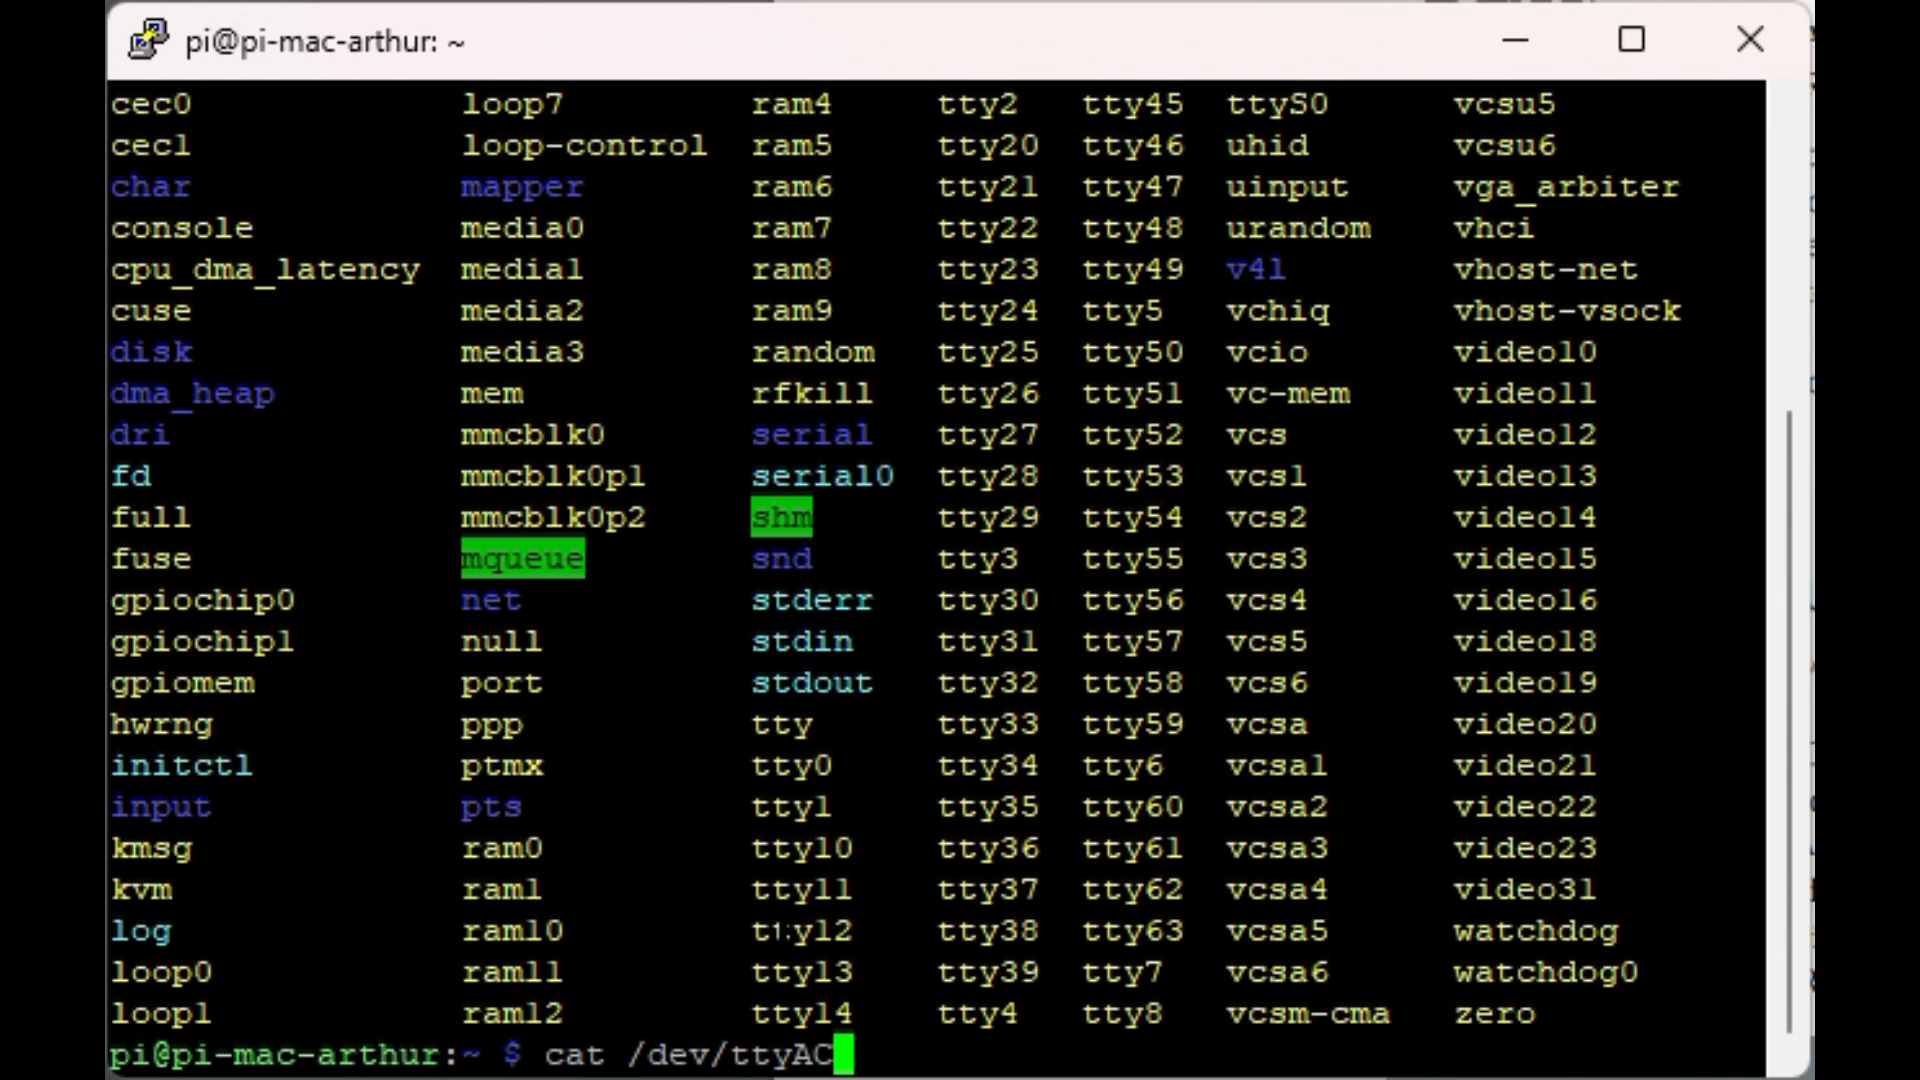 pi@pi-mac-arthur: ~
cec0 loop7 ram4 tty2 tty45 ttyS0 vcsu5
cec1 loop-control ram5 tty20 tty46 uhid vcsu6
char mapper ram6 tty21 tty47 uinput vga_arbiter
console media0 ram7 tty22 tty48 urandom vhci
cpu_dma_latency media1 ram8 tty23 tty49 v4l vhost-net
cuse media2 ram9 tty24 tty5 vchiq vhost-vsock
disk media3 random tty25 tty50 vcio video10
dma_heap mem rfkill tty26 tty51 vc-mem video11
dri mmcblk0 serial tty27 tty52 vcs video12
fd mmcblk0p1 serial0 tty28 tty53 vcs1 video13
full mmcblk0p2 shm tty29 tty54 vcs2 video14
fuse mqueue snd tty3 tty55 vcs3 video15
gpiochip0 net stderr tty30 tty56 vcs4 video16
gpiochip1 null stdin tty31 tty57 vcs5 video18
gpiomem port stdout tty32 tty58 vcs6 video19
hwrng ppp tty tty33 tty59 vcsa video20
initctl ptmx tty0 tty34 tty6 vcsa1 video21
input pts tty1 tty35 tty60 vcsa2 video22
kmsg ram0 tty10 tty36 tty61 vcsa3 video23
kvm ram1 tty11 tty37 tty62 vcsa4 video31
log ram10 tty12 tty38 tty63 vcsa5 watchdog
loop0 ram11 tty13 tty39 tty7 vcsa6 watchdog0
loop1 ram12 tty14 tty4 tty8 vcsm-cma zero
pi@pi-mac-arthur:~ $ cat /dev/ttyAC